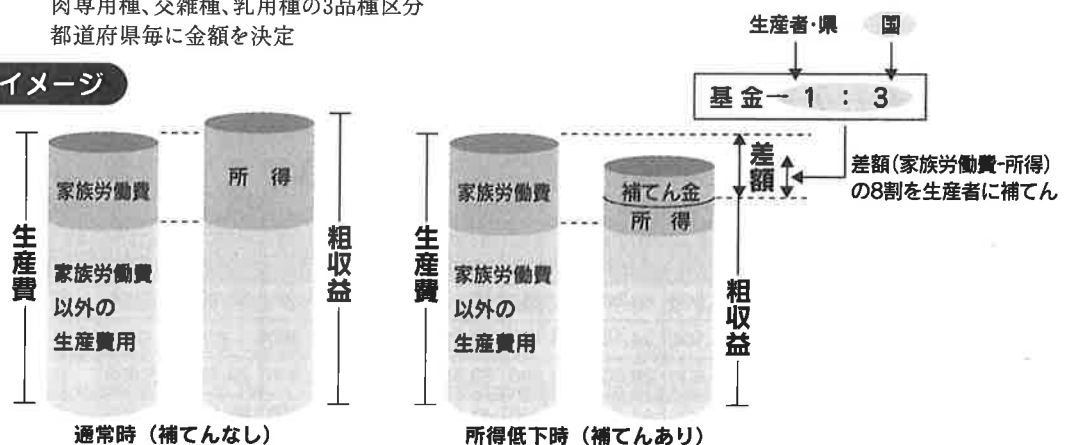 肉専用種、交雑種、乳用種の3品種区分
都道府県毎に金額を決定
イメージ
生産者・県 国
基金ー 1 : 3
差額(家族労働費-所得)
の8割を生産者に補てん
生産費
家族労働費
家族労働費
以外の
生産費用
所得
粗収益
通常時(補てんなし)
生産費
家族労働費
家族労働費
以外の
生産費用
補てん金
所得
差額
粗収益
所得低下時(補てんあり)